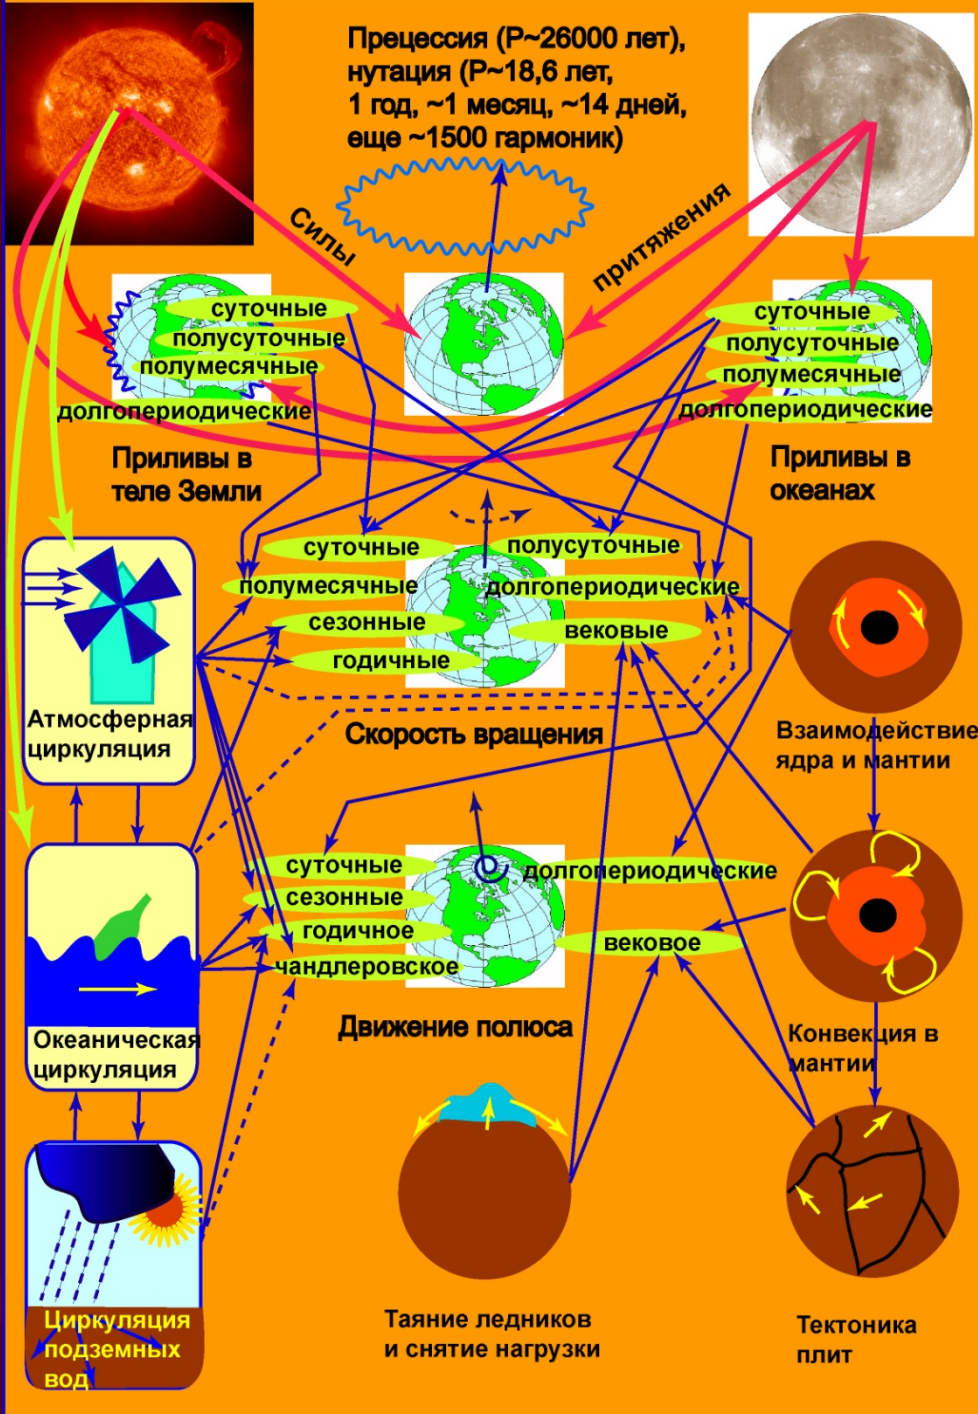 Прецессия (P~26000 лет),
нутация (P~18,6 лет,
1 год, ~1 месяц, ~14 дней,
еще ~1500 гармоник)
Силы
притяжения
суточные
полусуточные
полумесячные
долгопериодические
Приливы в
теле Земли
суточные
полусуточные
полумесячные
долгопериодические
Приливы в
океанах
суточные
полусуточные
полумесячные
долгопериодические
сезонные
вековые
годичные
Скорость вращения
Атмосферная
циркуляция
Взаимодействие
ядра и мантии
суточные
долгопериодические
сезонные
годичное
вековое
чандлеровское
Движение полюса
Океаническая
циркуляция
Конвекция в
мантии
Циркуляция
подземных
вод
Таяние ледников
и снятие нагрузки
Тектоника
плит